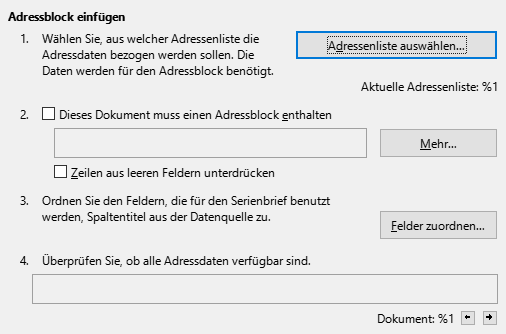 Adressblock einfügen
1. Wählen Sie, aus welcher Adressenliste die
Adressdaten bezogen werden sollen. Die
Daten werden für den Adressblock benötigt.
Adressenliste auswählen...
Aktuelle Adressenliste: %1
2. Dieses Dokument muss einen Adressblock enthalten
Mehr...
Zeilen aus leeren Feldern unterdrücken
3. Ordnen Sie den Feldern, die für den Serienbrief benutzt
werden, Spaltentitel aus der Datenquelle zu.
Felder zuordnen...
4. Überprüfen Sie, ob alle Adressdaten verfügbar sind.
Dokument: %1